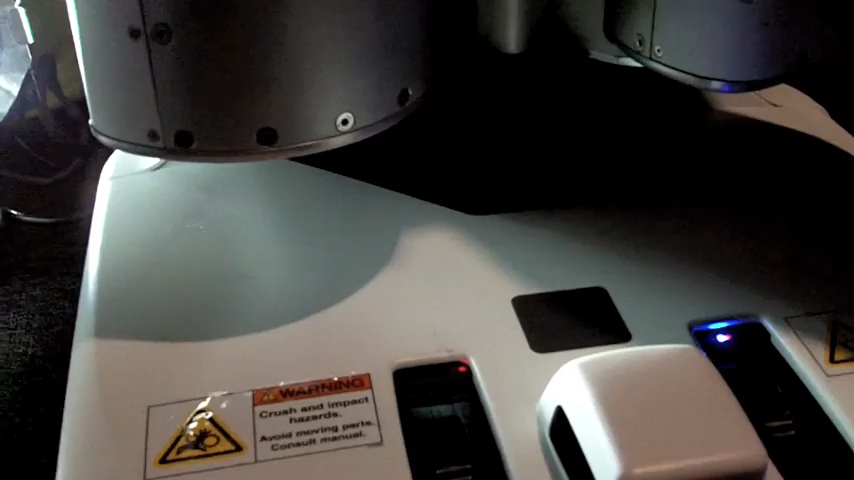 WARNING
Crush and impact
hazards.
Avoid moving parts.
Consult manual.